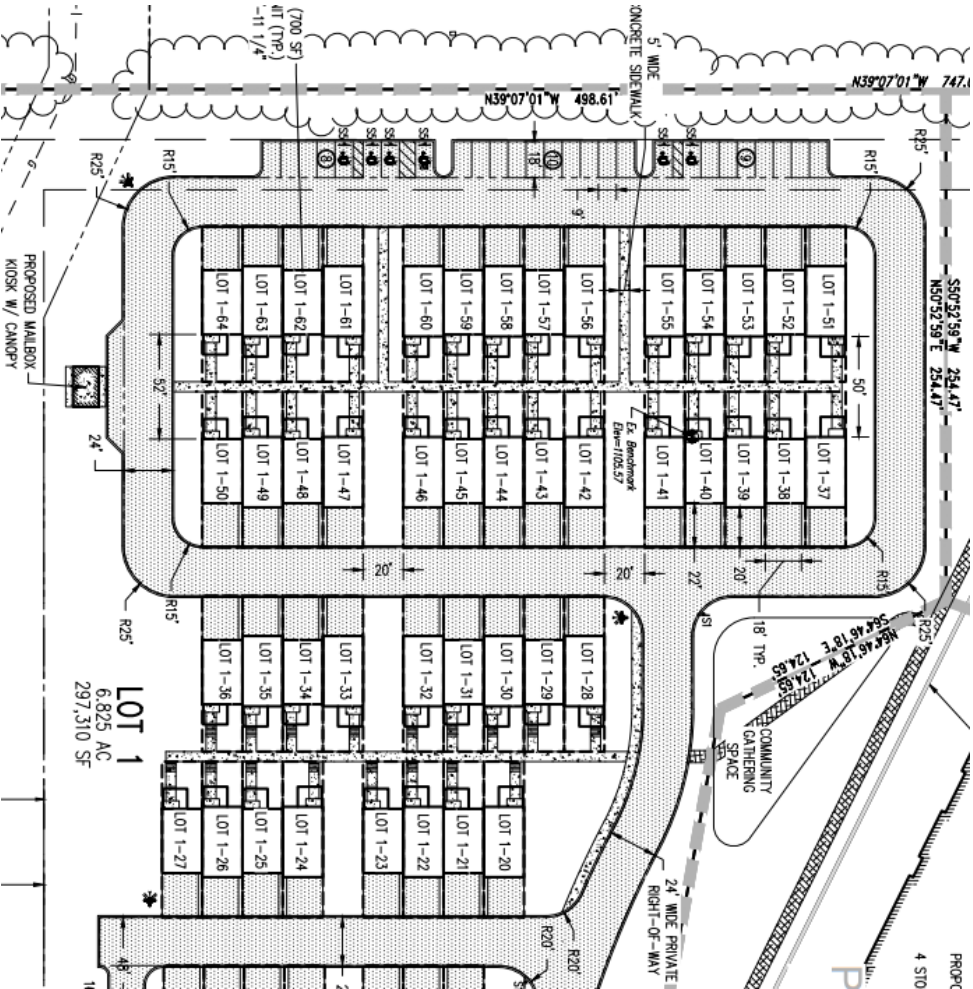 (700 SF)
IT (TYP.)
-11 1/4"
5' WIDE
CONCRETE SIDEWALK
N39°07'01"W 498.61'
N39°07'01"W 747.
R25'
R15'
8
18'
10
9'
9
R15'
R25'
S50°52'59"W 254.47'
N50°52'59"E 254.47'
LOT 1-64
LOT 1-63
LOT 1-62
LOT 1-61
LOT 1-60
LOT 1-59
LOT 1-58
LOT 1-57
LOT 1-56
LOT 1-55
LOT 1-54
LOT 1-53
LOT 1-52
LOT 1-51
PROPOSED MAILBOX
KIOSK W/ CANOPY
52'
50'
24'
Ex. Benchmark
Elev=1105.57
LOT 1-50
LOT 1-49
LOT 1-48
LOT 1-47
LOT 1-46
LOT 1-45
LOT 1-44
LOT 1-43
LOT 1-42
LOT 1-41
LOT 1-40
LOT 1-39
LOT 1-38
LOT 1-37
R25'
R15'
20'
20'
22'
20'
18' TYP.
R15'
R25'
S1
S64°46'18"E 124.65'
N64°46'18"W 124.65'
LOT 1-36
LOT 1-35
LOT 1-34
LOT 1-33
LOT 1-32
LOT 1-31
LOT 1-30
LOT 1-29
LOT 1-28
LOT 1
6.825 AC
297,310 SF
COMMUNITY
GATHERING
SPACE
LOT 1-27
LOT 1-26
LOT 1-25
LOT 1-24
LOT 1-23
LOT 1-22
LOT 1-21
LOT 1-20
24' WIDE PRIVATE
RIGHT-OF-WAY
R20'
R20'
48'
4 STO
P